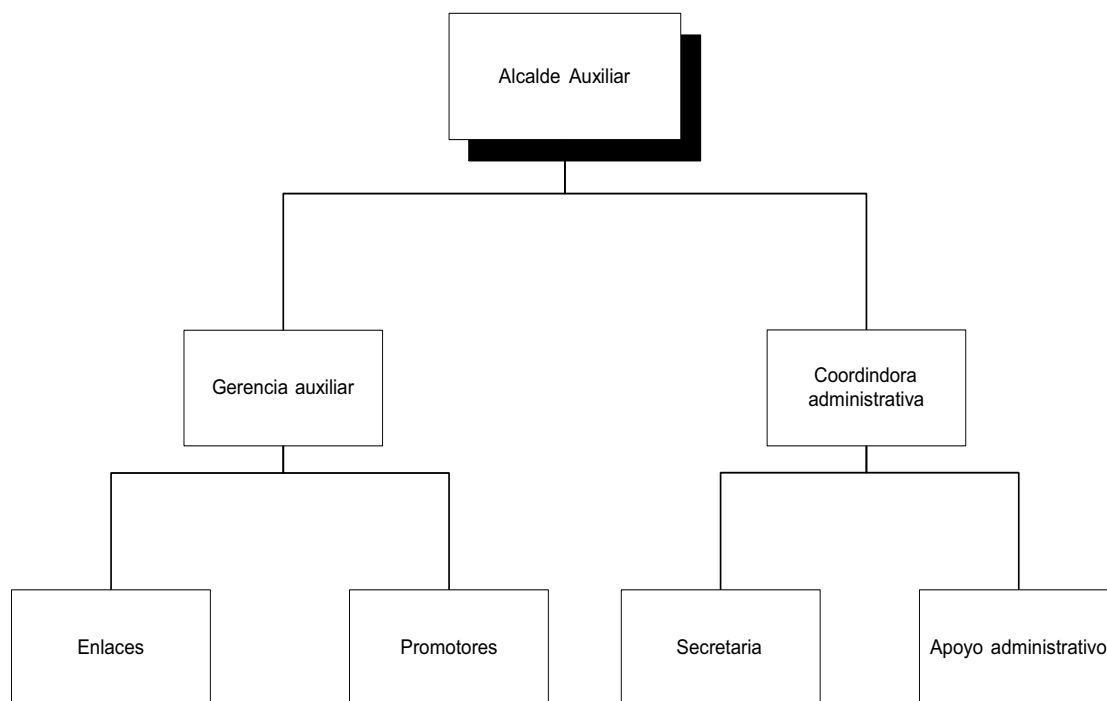 Alcalde Auxiliar
Gerencia auxiliar
Coordindora
administrativa
Enlaces
Promotores
Secretaria
Apoyo administrativo